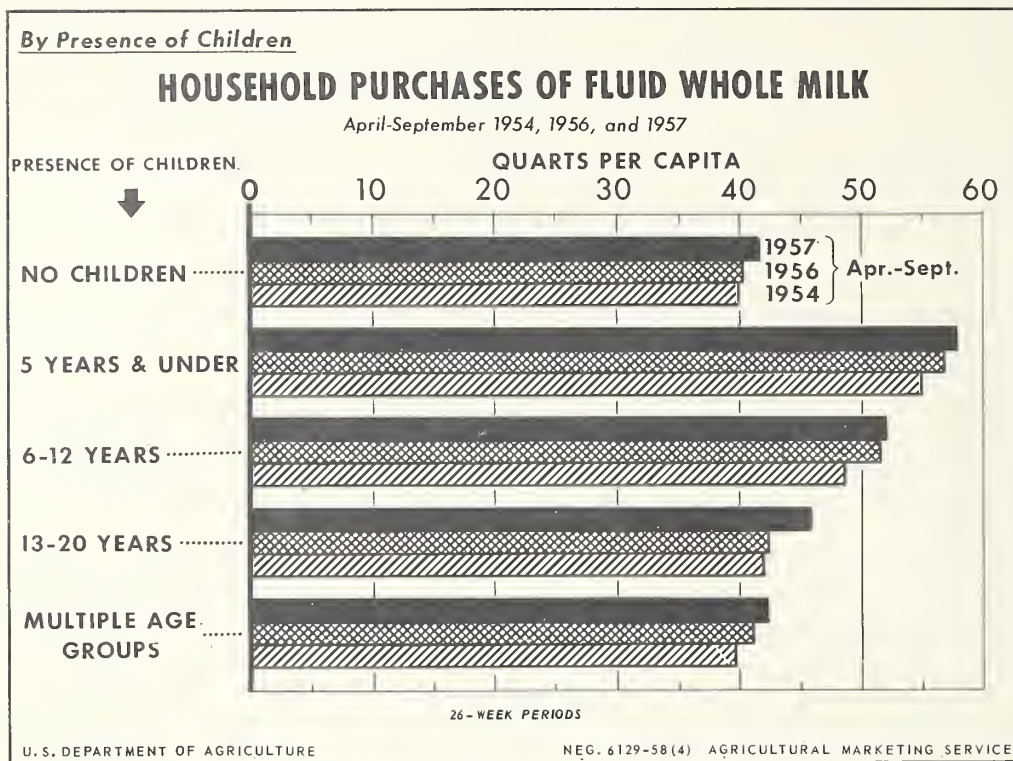 By Presence of Children
HOUSEHOLD PURCHASES OF FLUID WHOLE MILK
April-September 1954, 1956, and 1957
PRESENCE OF CHILDREN.
QUARTS PER CAPITA
0 10 20 30 40 50 60
NO CHILDREN
1957
1956
1954
Apr.-Sept.
5 YEARS & UNDER
6-12 YEARS
13-20 YEARS
MULTIPLE AGE
GROUPS
26-WEEK PERIODS
U.S. DEPARTMENT OF AGRICULTURE
NEG. 6129-58(4) AGRICULTURAL MARKETING SERVICE